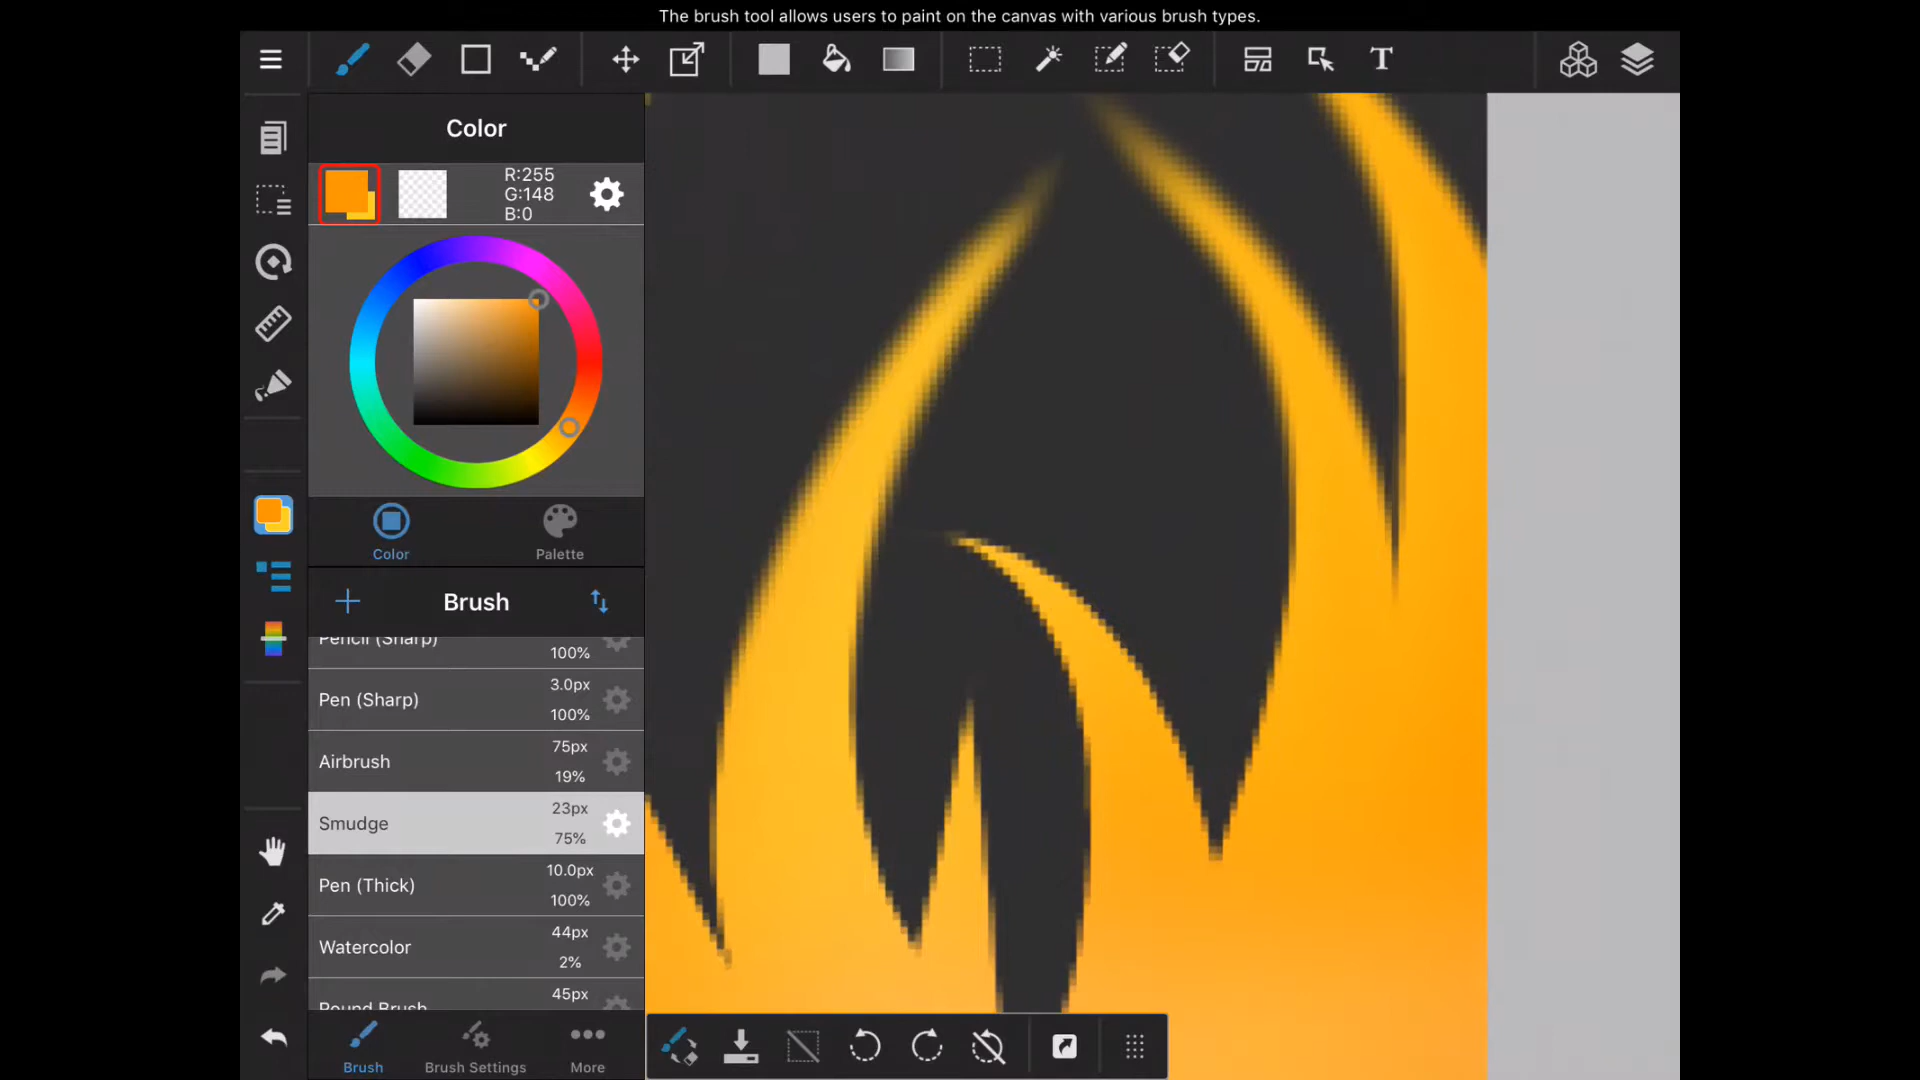 The brush tool allows users to paint on the canvas with various brush types.
T
Color
R:255
G:148
B:0
Color
Palette
Brush
Pencil (Sharp)
100%
Pen (Sharp)
3.0px
100%
Airbrush
75px
19%
Smudge
23px
75%
Pen (Thick)
10.0px
100%
Watercolor
44px
2%
Round Brush
45px
Brush
Brush Settings
More